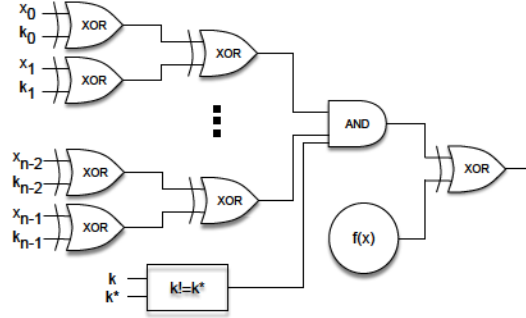 x0
k0
XOR
XOR
x1
k1
XOR
AND
XOR
xn-2
kn-2
XOR
XOR
xn-1
kn-1
XOR
f(x)
k
k*
k!=k*